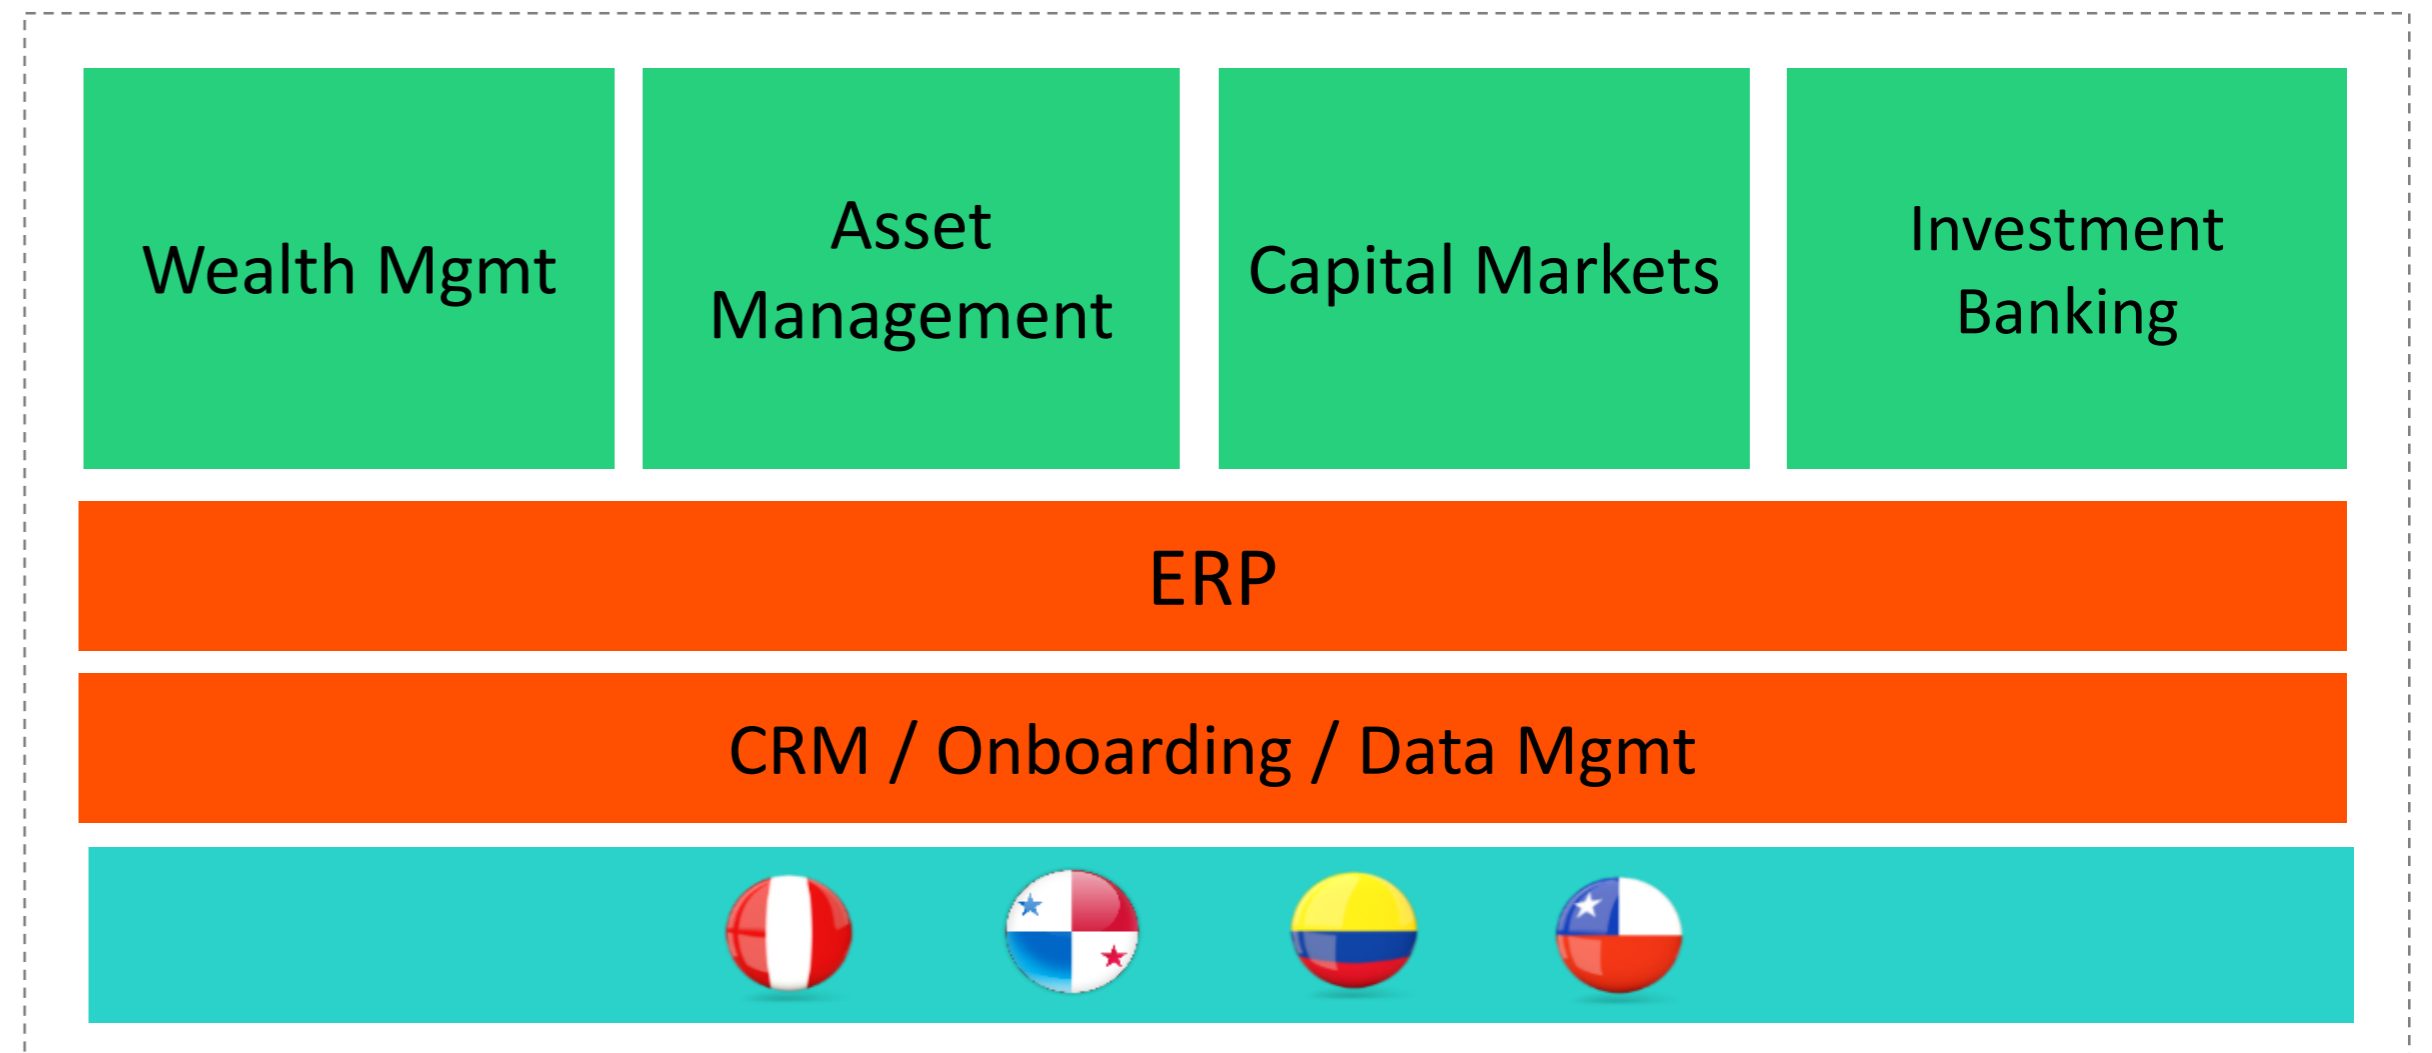 Wealth Mgmt
Asset
Management
Capital Markets
Investment
Banking
ERP
CRM / Onboarding / Data Mgmt